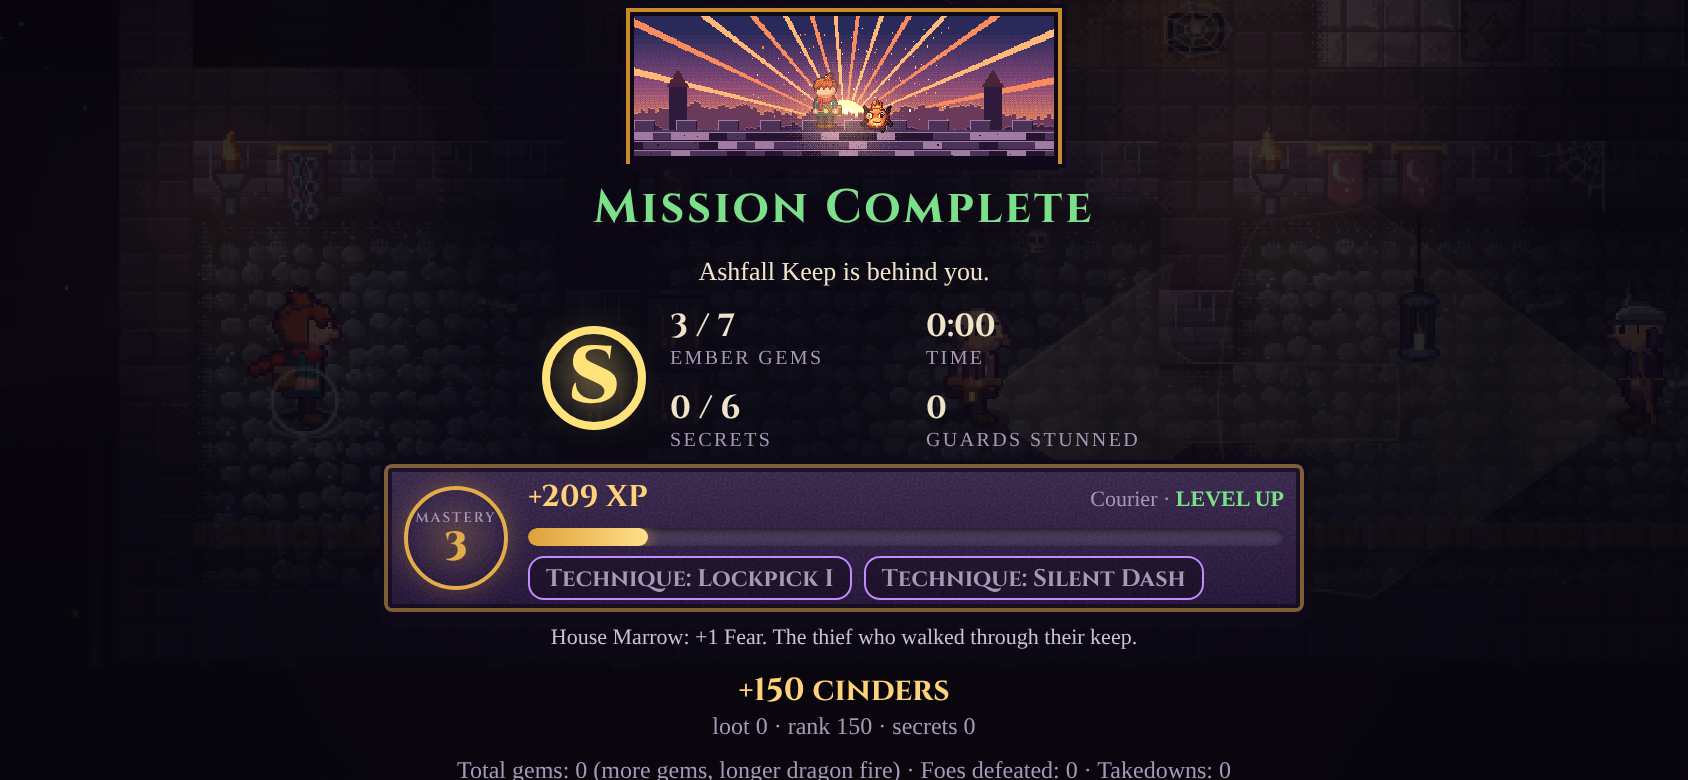 Mission Complete
Ashfall Keep is behind you.
S
3 / 7
EMBER GEMS
0:00
TIME
0 / 6
SECRETS
0
GUARDS STUNNED
MASTERY
3
+209 XP
Courier · LEVEL UP
Technique: Lockpick I
Technique: Silent Dash
House Marrow: +1 Fear. The thief who walked through their keep.
+150 cinders
loot 0 · rank 150 · secrets 0
Total gems: 0 (more gems, longer dragon fire) · Foes defeated: 0 · Takedowns: 0